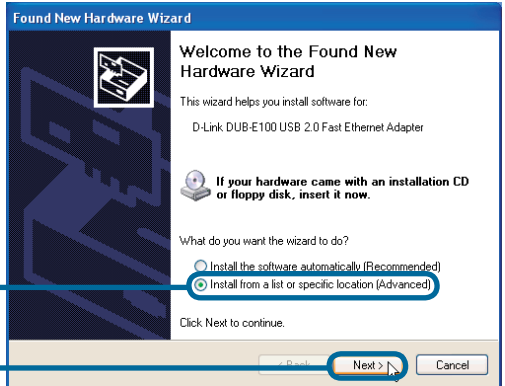 Found New Hardware Wizard
Welcome to the Found New
Hardware Wizard
This wizard helps you install software for:
D-Link DUB-E100 USB 2.0 Fast Ethernet Adapter
If your hardware came with an installation CD
or floppy disk, insert it now.
What do you want the wizard to do?
Install the software automatically (Recommended)
Install from a list or specific location (Advanced)
Click Next to continue.
< Back Next > Cancel